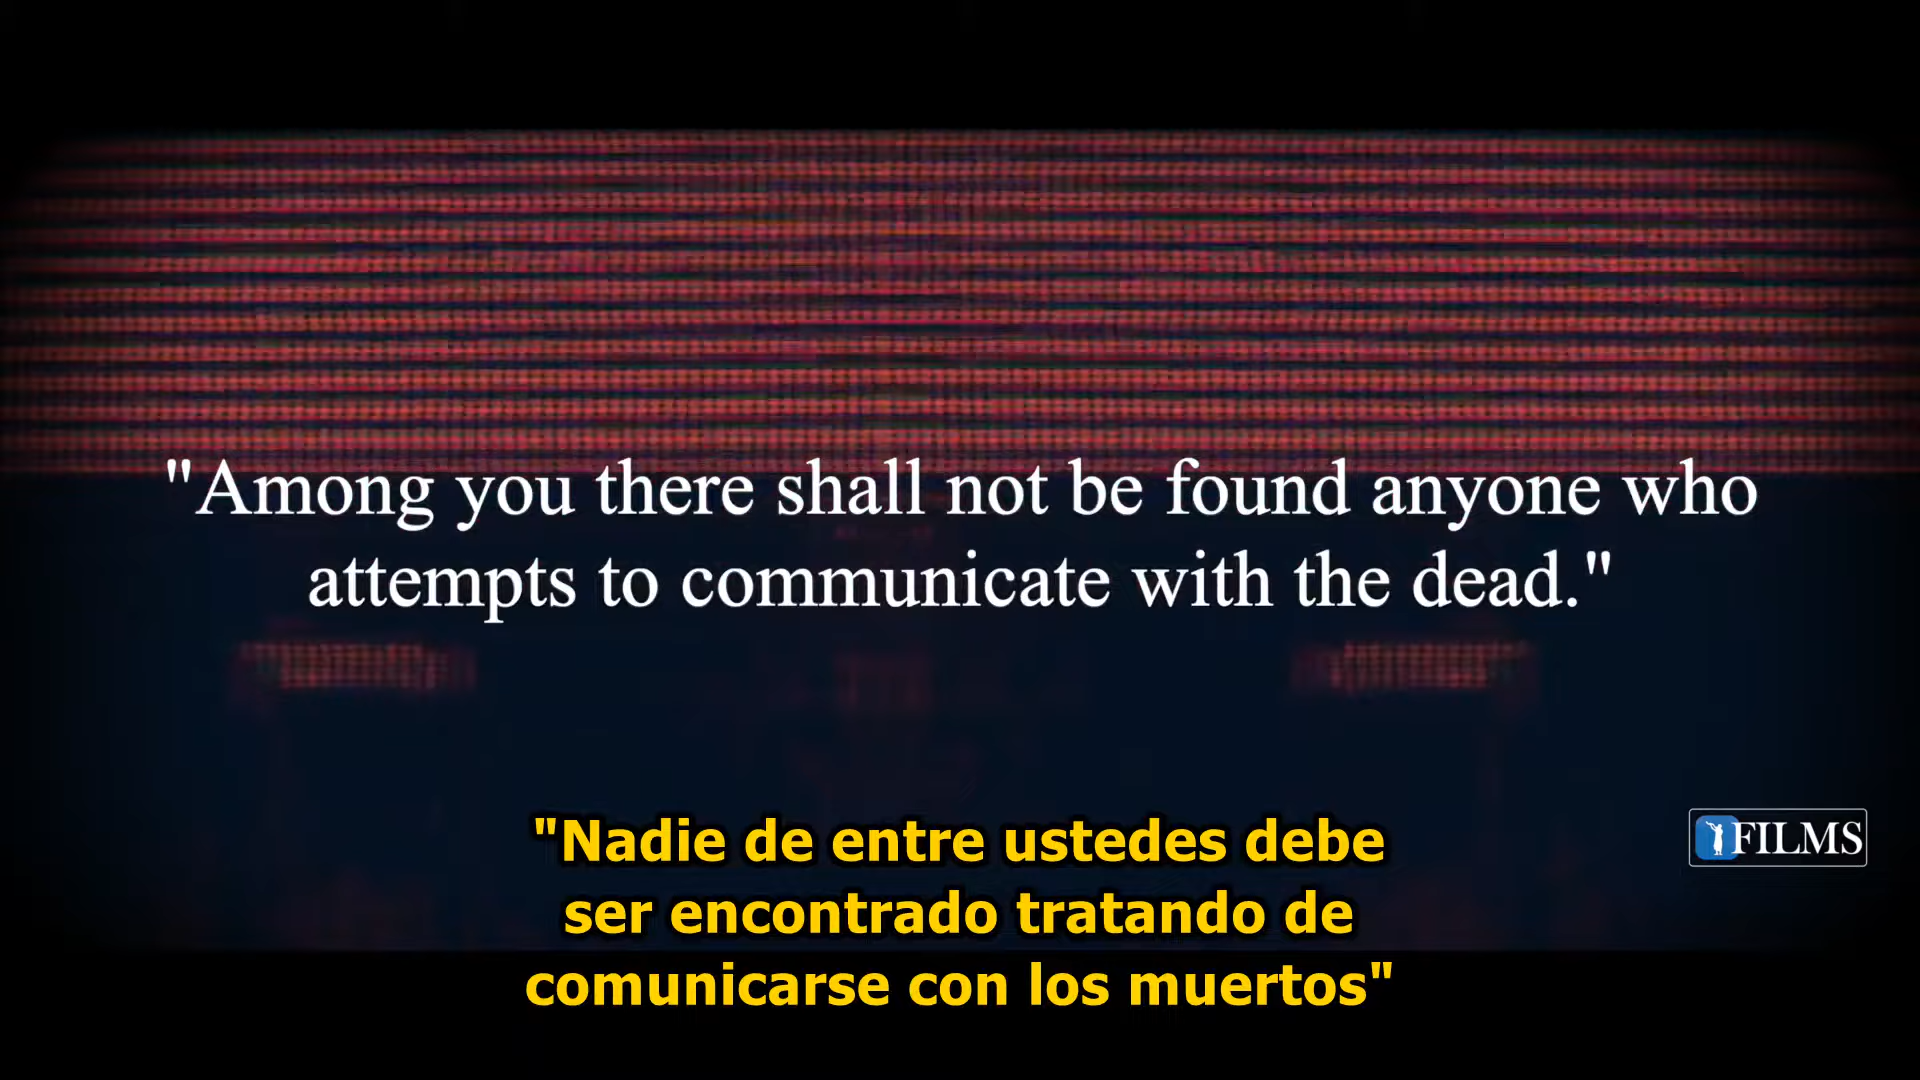 "Among you there shall not be found anyone who
attempts to communicate with the dead."
FILMS
"Nadie de entre ustedes debe
ser encontrado tratando de
comunicarse con los muertos"